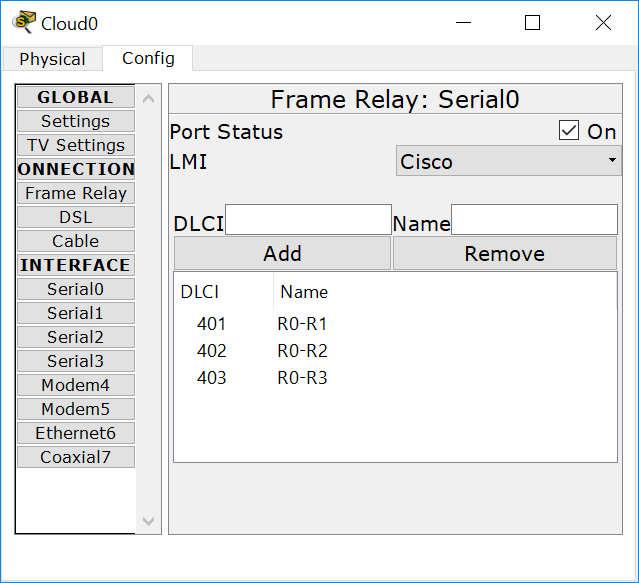 Cloud0
Physical Config
GLOBAL
Settings
TV Settings
ONNECTION
Frame Relay
DSL
Cable
INTERFACE
Serial0
Serial1
Serial2
Serial3
Modem4
Modem5
Ethernet6
Coaxial7
Frame Relay: Serial0
Port Status On
LMI Cisco
DLCI Name
Add Remove
DLCI Name
401 R0-R1
402 R0-R2
403 R0-R3